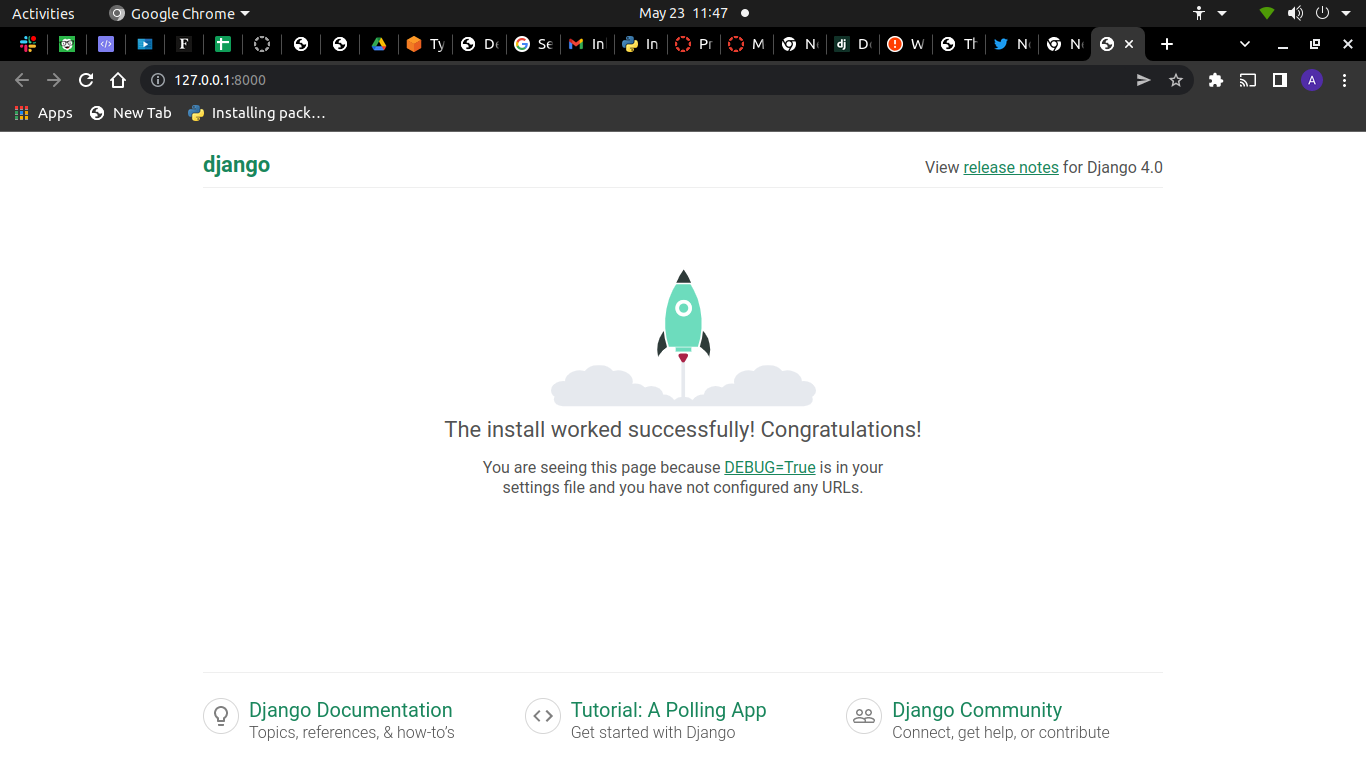 Activities Google Chrome May 23 11:47
Ty De Se In In Pr M No dj De W Th No No
127.0.0.1:8000 A
Apps New Tab Installing pack…
django View release notes for Django 4.0
The install worked successfully! Congratulations!
You are seeing this page because DEBUG=True is in your
settings file and you have not configured any URLs.
Django Documentation Tutorial: A Polling App Django Community
Topics, references, & how-to’s Get started with Django Connect, get help, or contribute